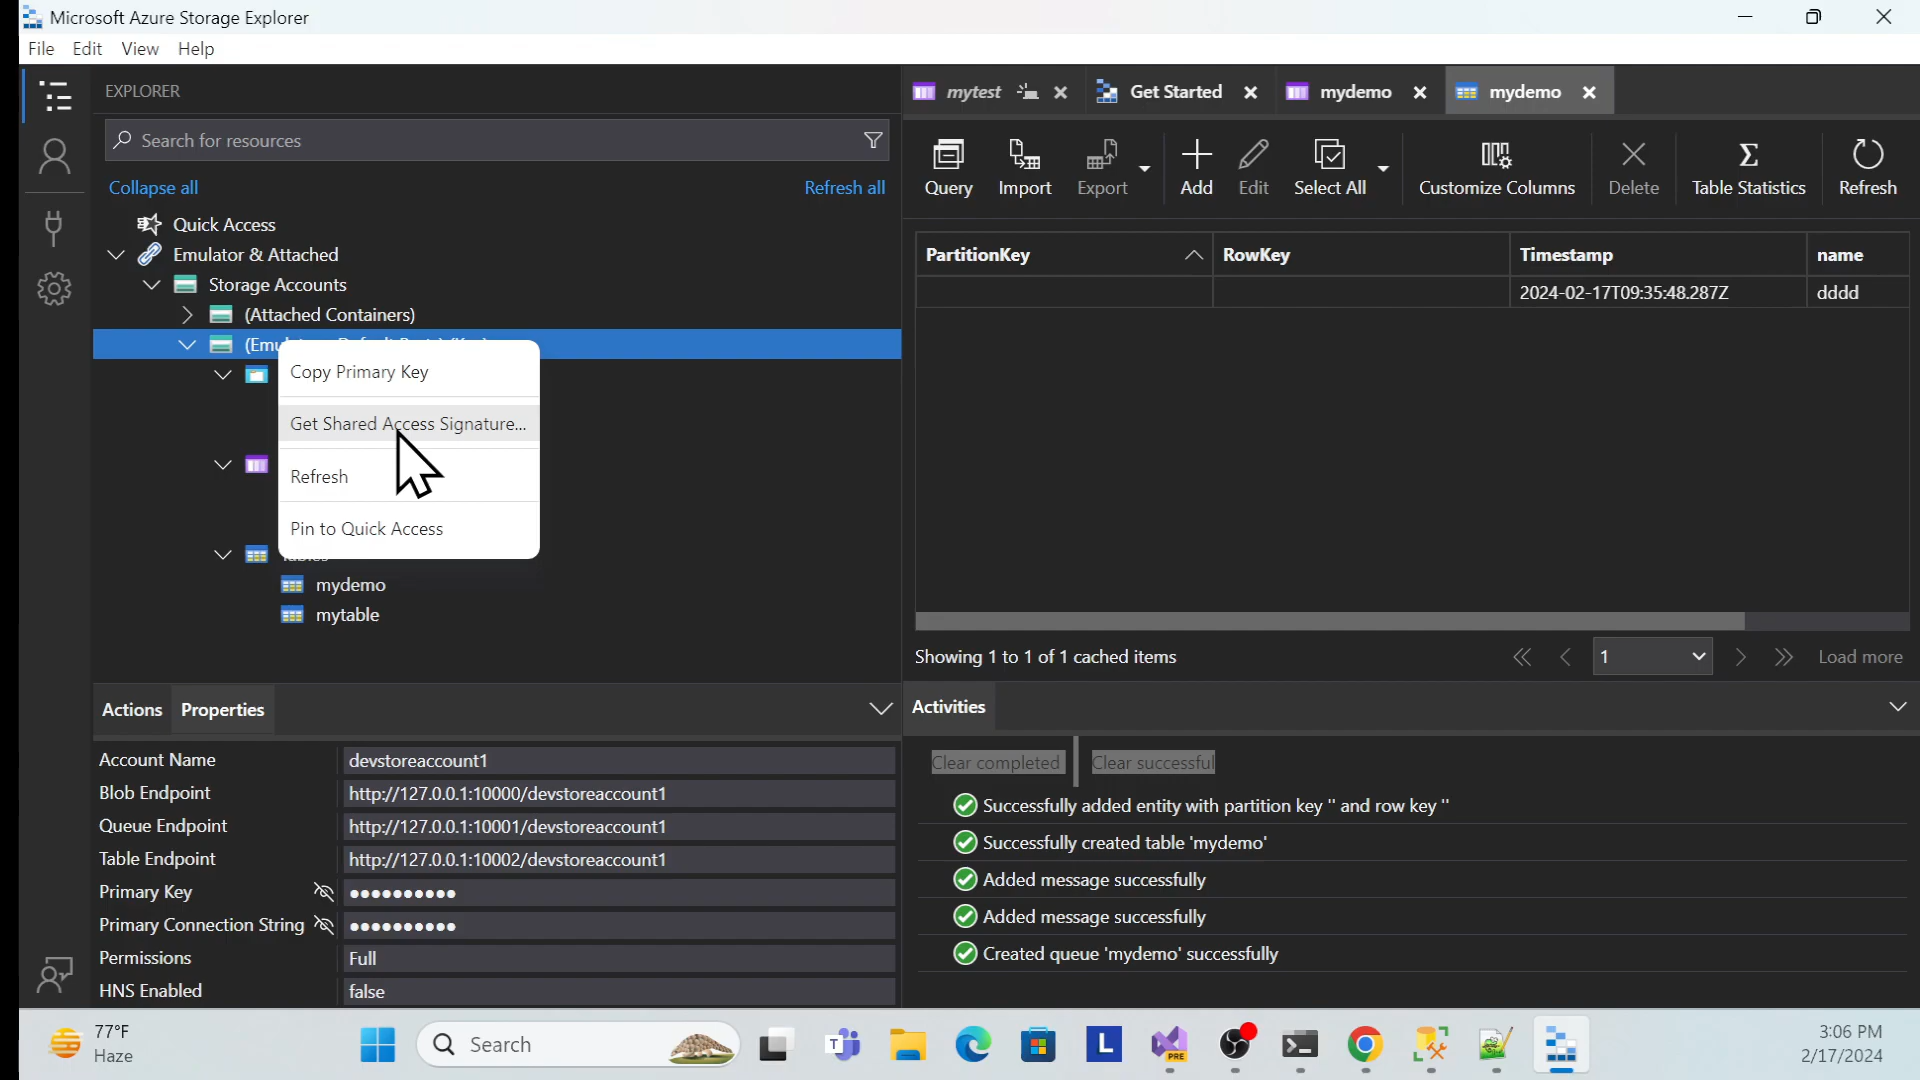 Microsoft Azure Storage Explorer
File Edit View Help
EXPLORER
Search for resources
Collapse all Refresh all
Quick Access
Emulator & Attached
Storage Accounts
(Attached Containers)
Copy Primary Key
Get Shared Access Signature...
Refresh
Pin to Quick Access
mydemo
mytable
mytest Get Started mydemo mydemo
Query Import Export Add Edit Select All Customize Columns Delete Table Statistics Refresh
PartitionKey RowKey Timestamp name
2024-02-17T09:35:48.287Z dddd
Showing 1 to 1 of 1 cached items 1 Load more
Actions Properties
Account Name devstoreaccount1
Blob Endpoint http://127.0.0.1:10000/devstoreaccount1
Queue Endpoint http://127.0.0.1:10001/devstoreaccount1
Table Endpoint http://127.0.0.1:10002/devstoreaccount1
Primary Key ••••••••••
Primary Connection String ••••••••••
Permissions Full
HNS Enabled false
Activities
Clear completed Clear successful
Successfully added entity with partition key '' and row key ''
Successfully created table 'mydemo'
Added message successfully
Added message successfully
Created queue 'mydemo' successfully
77°F
Haze
Search
T
L
PRE
3:06 PM
2/17/2024